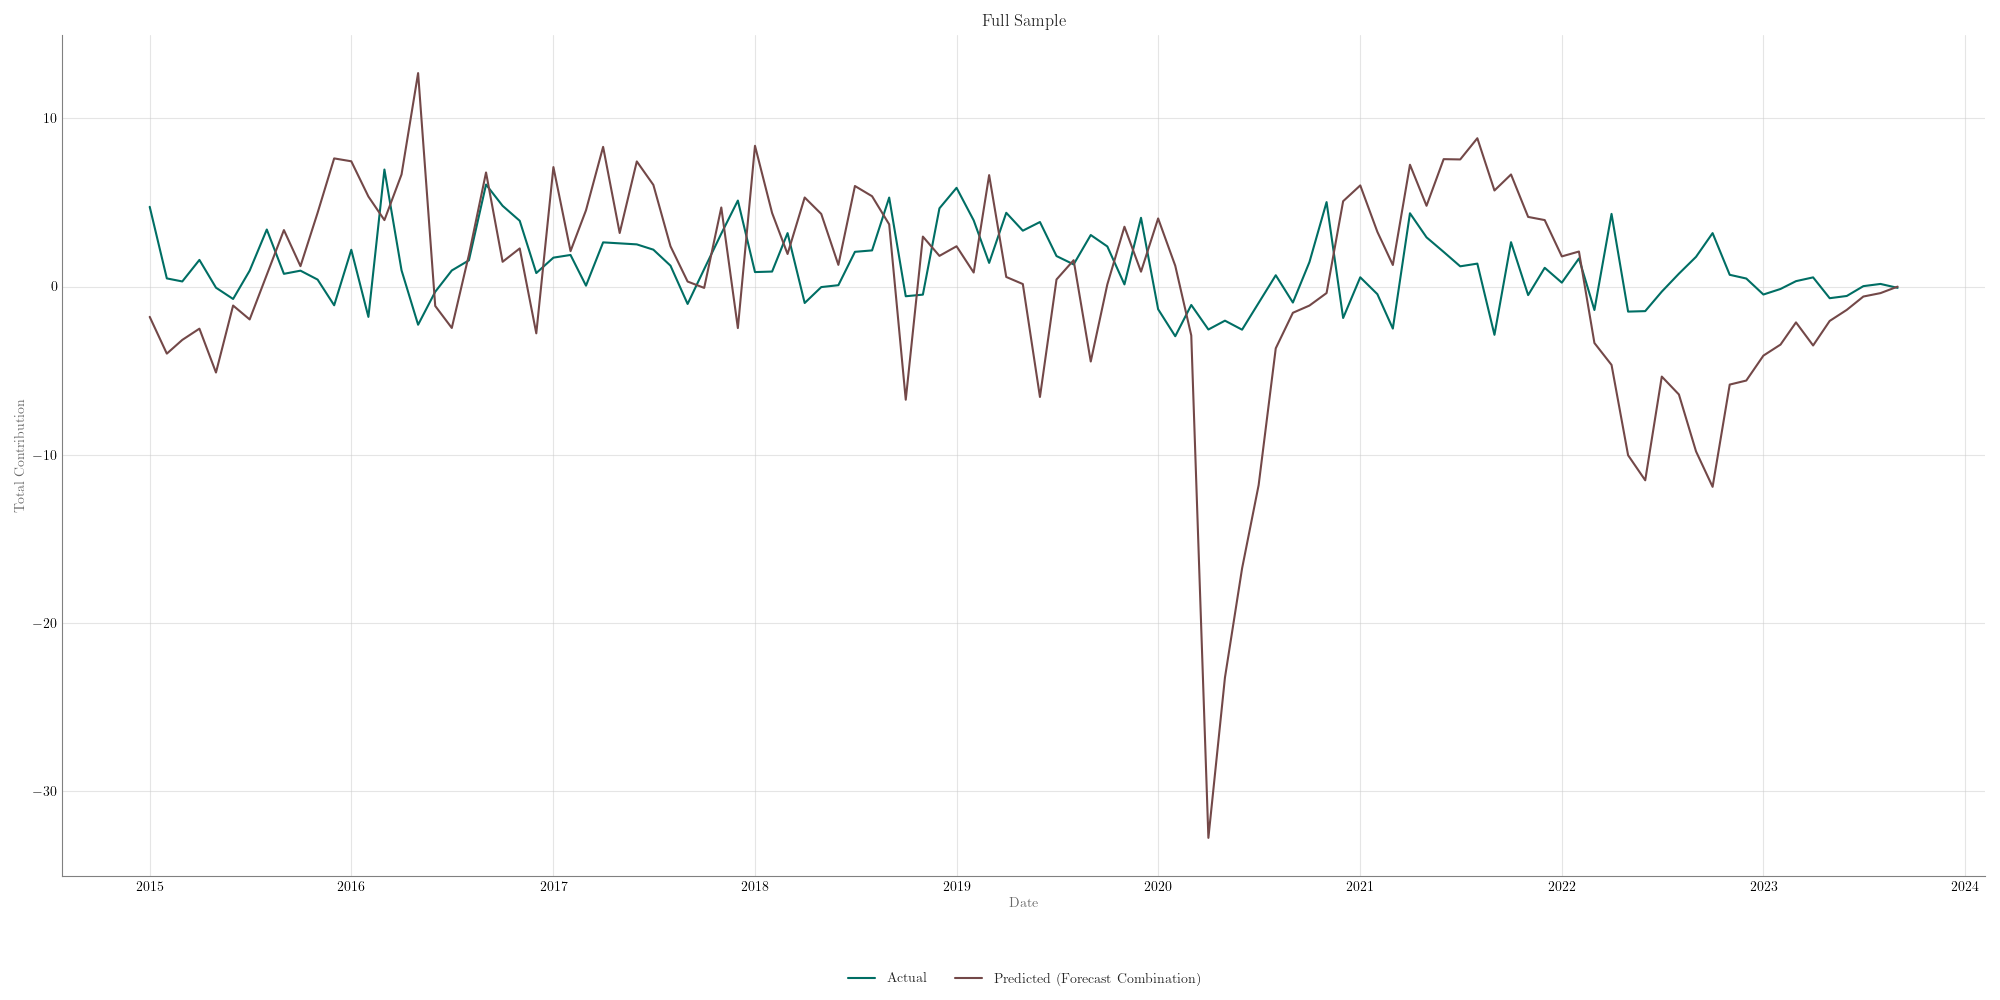 Full Sample
10
0
−10
−20
−30
Total Contribution
2015 2016 2017 2018 2019 2020 2021 2022 2023 2024
Date
Actual Predicted (Forecast Combination)